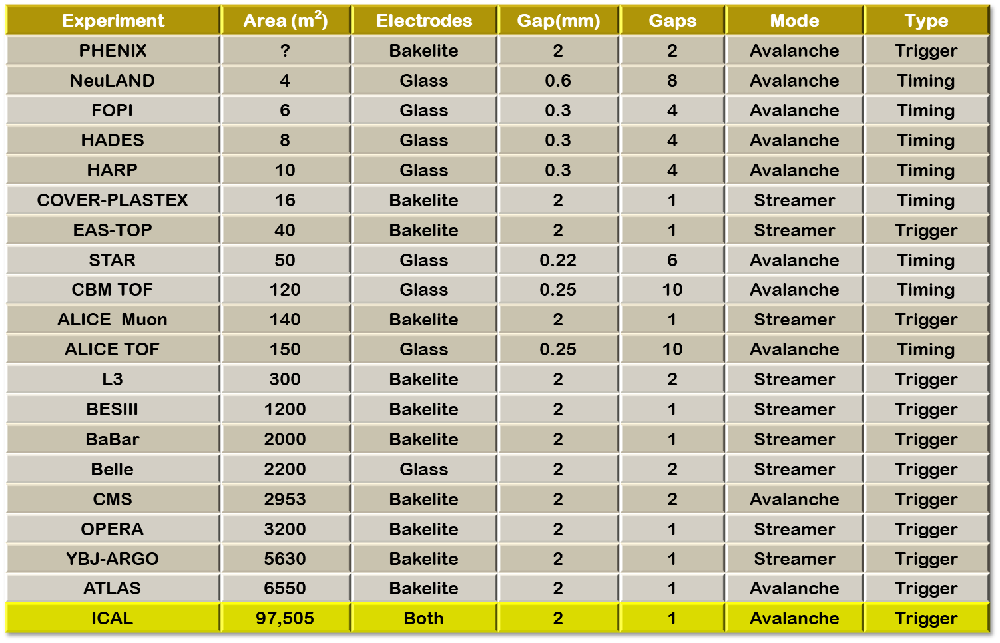 Experiment Area (m²) Electrodes Gap(mm) Gaps Mode Type
PHENIX ? Bakelite 2 2 Avalanche Trigger
NeuLAND 4 Glass 0.6 8 Avalanche Timing
FOPI 6 Glass 0.3 4 Avalanche Timing
HADES 8 Glass 0.3 4 Avalanche Timing
HARP 10 Glass 0.3 4 Avalanche Timing
COVER-PLASTEX 16 Bakelite 2 1 Streamer Timing
EAS-TOP 40 Bakelite 2 1 Streamer Trigger
STAR 50 Glass 0.22 6 Avalanche Timing
CBM TOF 120 Glass 0.25 10 Avalanche Timing
ALICE Muon 140 Bakelite 2 1 Streamer Trigger
ALICE TOF 150 Glass 0.25 10 Avalanche Timing
L3 300 Bakelite 2 2 Streamer Trigger
BESIII 1200 Bakelite 2 1 Streamer Trigger
BaBar 2000 Bakelite 2 1 Streamer Trigger
Belle 2200 Glass 2 2 Streamer Trigger
CMS 2953 Bakelite 2 2 Avalanche Trigger
OPERA 3200 Bakelite 2 1 Streamer Trigger
YBJ-ARGO 5630 Bakelite 2 1 Streamer Trigger
ATLAS 6550 Bakelite 2 1 Avalanche Trigger
ICAL 97,505 Both 2 1 Avalanche Trigger